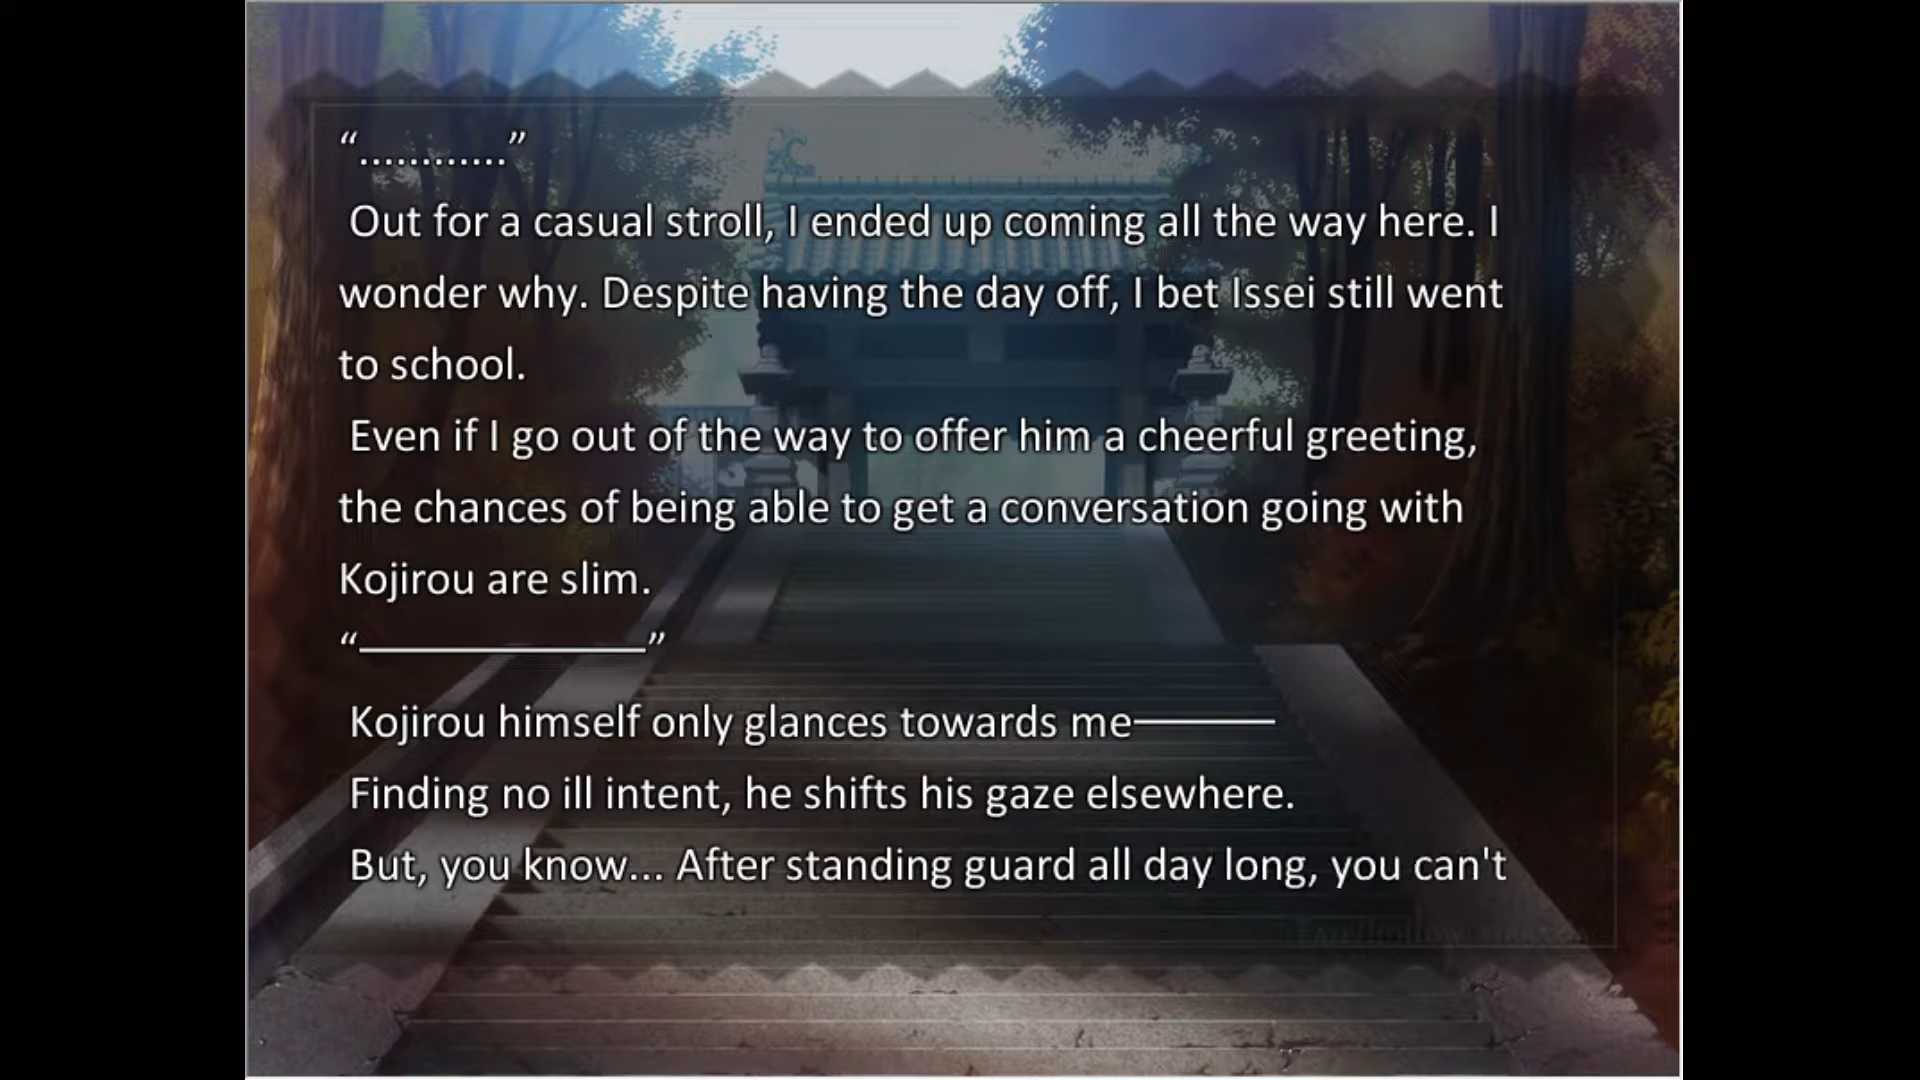 “............”
Out for a casual stroll, I ended up coming all the way here. I
wonder why. Despite having the day off, I bet Issei still went
to school.
Even if I go out of the way to offer him a cheerful greeting,
the chances of being able to get a conversation going with
Kojirou are slim.
“――――――”
Kojirou himself only glances towards me―――
Finding no ill intent, he shifts his gaze elsewhere.
But, you know... After standing guard all day long, you can't